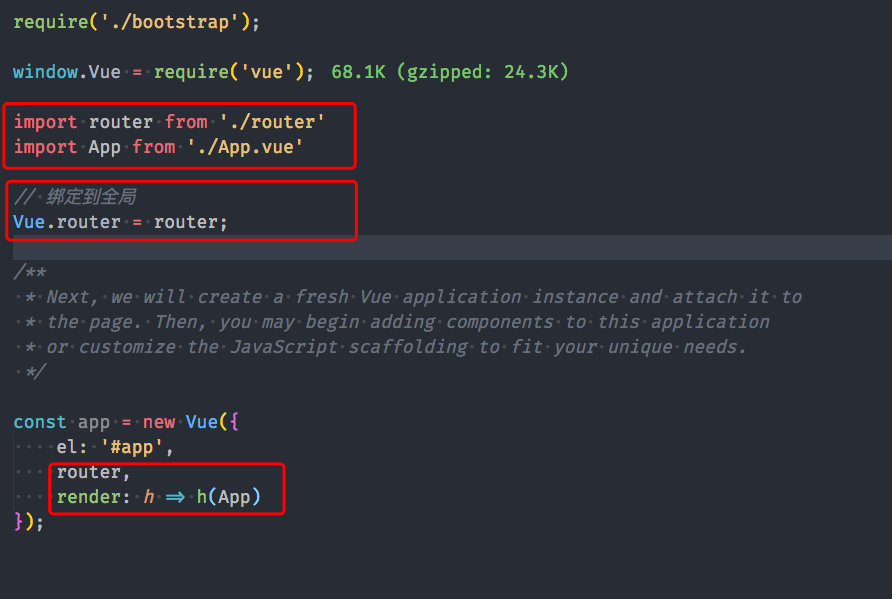 require('./bootstrap');
window.Vue = require('vue'); 68.1K (gzipped: 24.3K)
import router from './router'
import App from './App.vue'
// 绑定到全局
Vue.router = router;
/**
* Next, we will create a fresh Vue application instance and attach it to
* the page. Then, you may begin adding components to this application
* or customize the JavaScript scaffolding to fit your unique needs.
*/
const app = new Vue({
el: '#app',
router,
render: h => h(App)
});